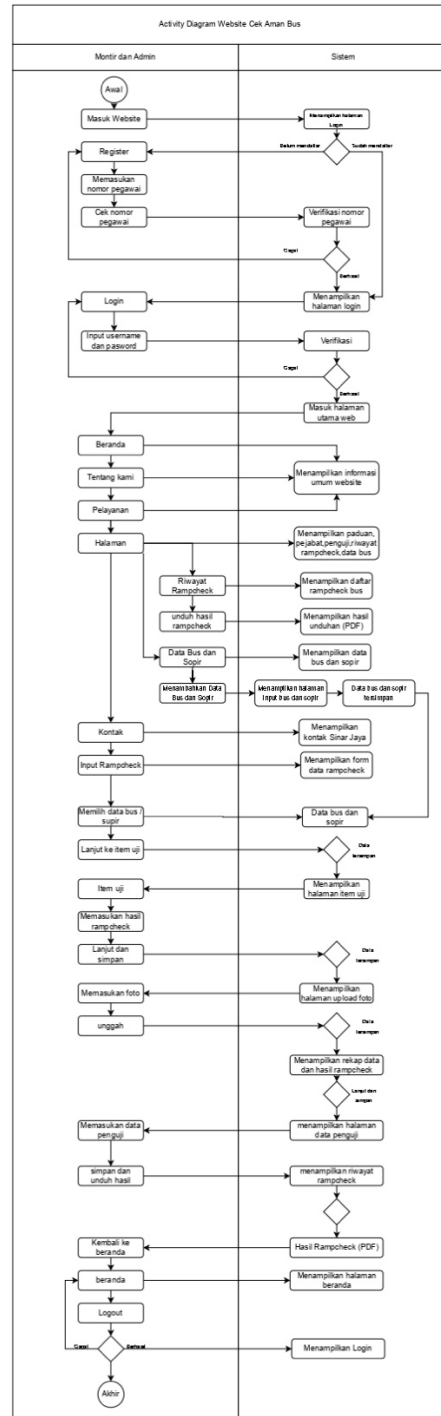 Activity Diagram Website Cek Aman Bus
Montir dan Admin
Sistem
Awal
Masuk Website
Menampilkan halaman
Login
Register
Belum mendaftar
Memasukan
nomor pegawai
Cek nomor
pegawai
Verifikasi nomor
pegawai
Gagal
Berhasil
Login
Menampilkan
halaman login
Input username
dan pasword
Verifikasi
Gagal
Berhasil
Masuk halaman
utama web
Beranda
Tentang kami
Menampilkan informasi
umum website
Pelayanan
Halaman
Menampilkan paduan,
pejabat,penguji,riwayat
rampcheck,data bus
Riwayat
Rampcheck
Menampilkan daftar
rampcheck bus
unduh hasil
rampcheck
Menampilkan hasil
unduhan (PDF)
Data Bus dan
Sopir
Menampilkan data
bus dan sopir
Menambahkan Data
Bus dan Sopir
Menampilkan halaman
input bus dan sopir
Data bus dan sopir
tersimpan
Kontak
Menampilkan
kontak Sinar Jaya
Input Rampcheck
Menampilkan form
data rampcheck
Memilih data bus /
supir
Data bus dan
sopir
Lanjut ke item uji
Data
Item uji
Menampilkan
halaman item uji
Memasukan hasil
rampcheck
Lanjut dan
simpan
Data
Memasukan foto
Menampilkan
halaman upload foto
unggah
Data
Menampilkan rekap data
dan hasil rampcheck
Lanjut dan
Memasukan data
penguji
menampilkan halaman
data penguji
simpan dan
unduh hasil
menampilkan riwayat
rampcheck
Kembali ke
beranda
Hasil Rampcheck (PDF)
beranda
Menampilkan halaman
beranda
Logout
Gagal
Berhasil
Menampilkan Login
Akhir